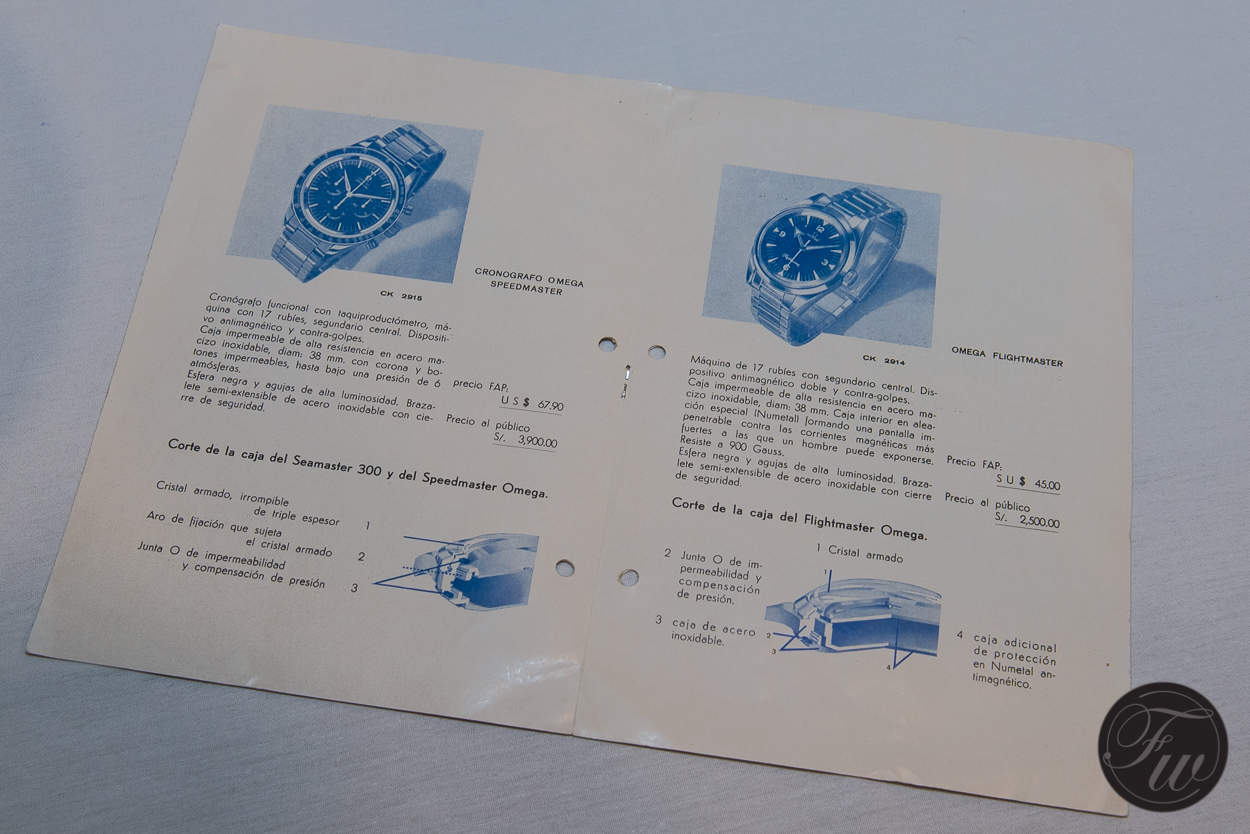 CK 2915
CRONOGRAFO OMEGA
SPEEDMASTER
Cronógrafo funcional con taquiproductómetro, má-
quina con 17 rubíes, segundario central. Dispositi-
vo antimagnético y contra-golpes.
Caja impermeable de alta resistencia en acero ma-
cizo inoxidable, diam: 38 mm. con corona y bo-
tones impermeables, hasta bajo una presión de 6
atmósferas.
Esfera negra y agujas de alta luminosidad. Braza-
lete semi-extensible de acero inoxidable con cie-
rre de seguridad.
precio FAP:
U S $ 67.90
Precio al público
S/. 3,900.00
Corte de la caja del Seamaster 300 y del Speedmaster Omega.
Cristal armado, irrompible
de triple espesor 1
Aro de fijación que sujeta
el cristal armado 2
Junta O de impermeabilidad
y compensación de presión 3
CK 2914
OMEGA FLIGHTMASTER
Máquina de 17 rubíes con segundario central. Dis-
positivo antimagnético doble y contra-golpes.
Caja impermeable de alta resistencia en acero ma-
cizo inoxidable, diam: 38 mm. Caja interior en alea-
ción especial (Numetal) formando una pantalla im-
penetrable contra las corrientes magnéticas más
fuertes a las que un hombre puede exponerse.
Resiste a 900 Gauss.
Esfera negra y agujas de alta luminosidad. Braza-
lete semi-extensible de acero inoxidable con cierre
de seguridad.
Precio FAP:
S U $ 45.00
Precio al público
S/. 2,500.00
Corte de la caja del Flightmaster Omega.
1 Cristal armado
2 Junta O de im-
permeabilidad y
compensación
de presión.
3 caja de acero
inoxidable.
1
2
3
4
4 caja adicional
de protección
en Numetal an-
timagnético.
FW